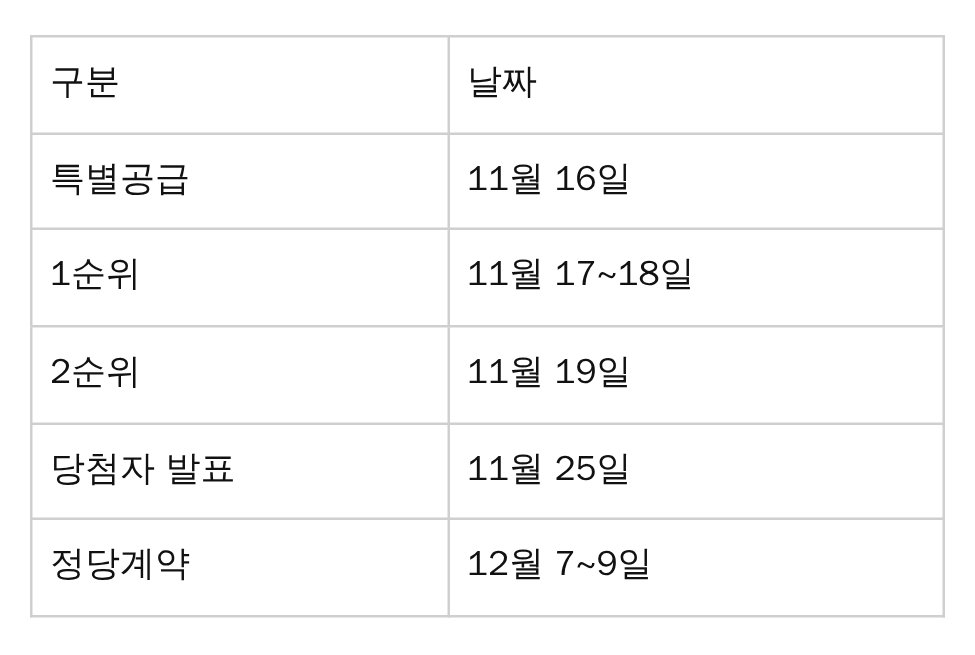 구분 날짜
특별공급 11월 16일
1순위 11월 17~18일
2순위 11월 19일
당첨자 발표 11월 25일
정당계약 12월 7~9일